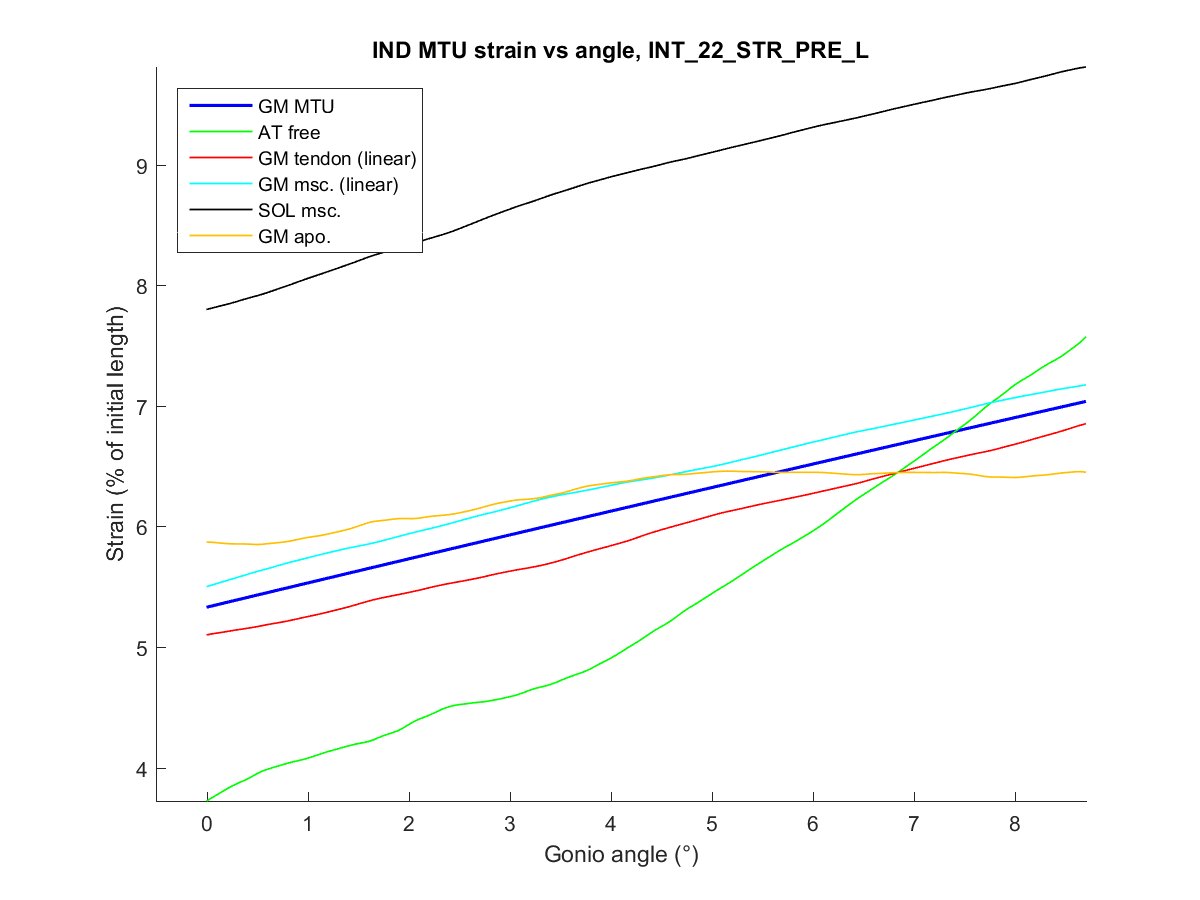 IND MTU strain vs angle, INT_22_STR_PRE_L
GM MTU
AT free
GM tendon (linear)
GM msc. (linear)
SOL msc.
GM apo.
Strain (% of initial length)
9
8
7
6
5
4
0 1 2 3 4 5 6 7 8
Gonio angle (°)